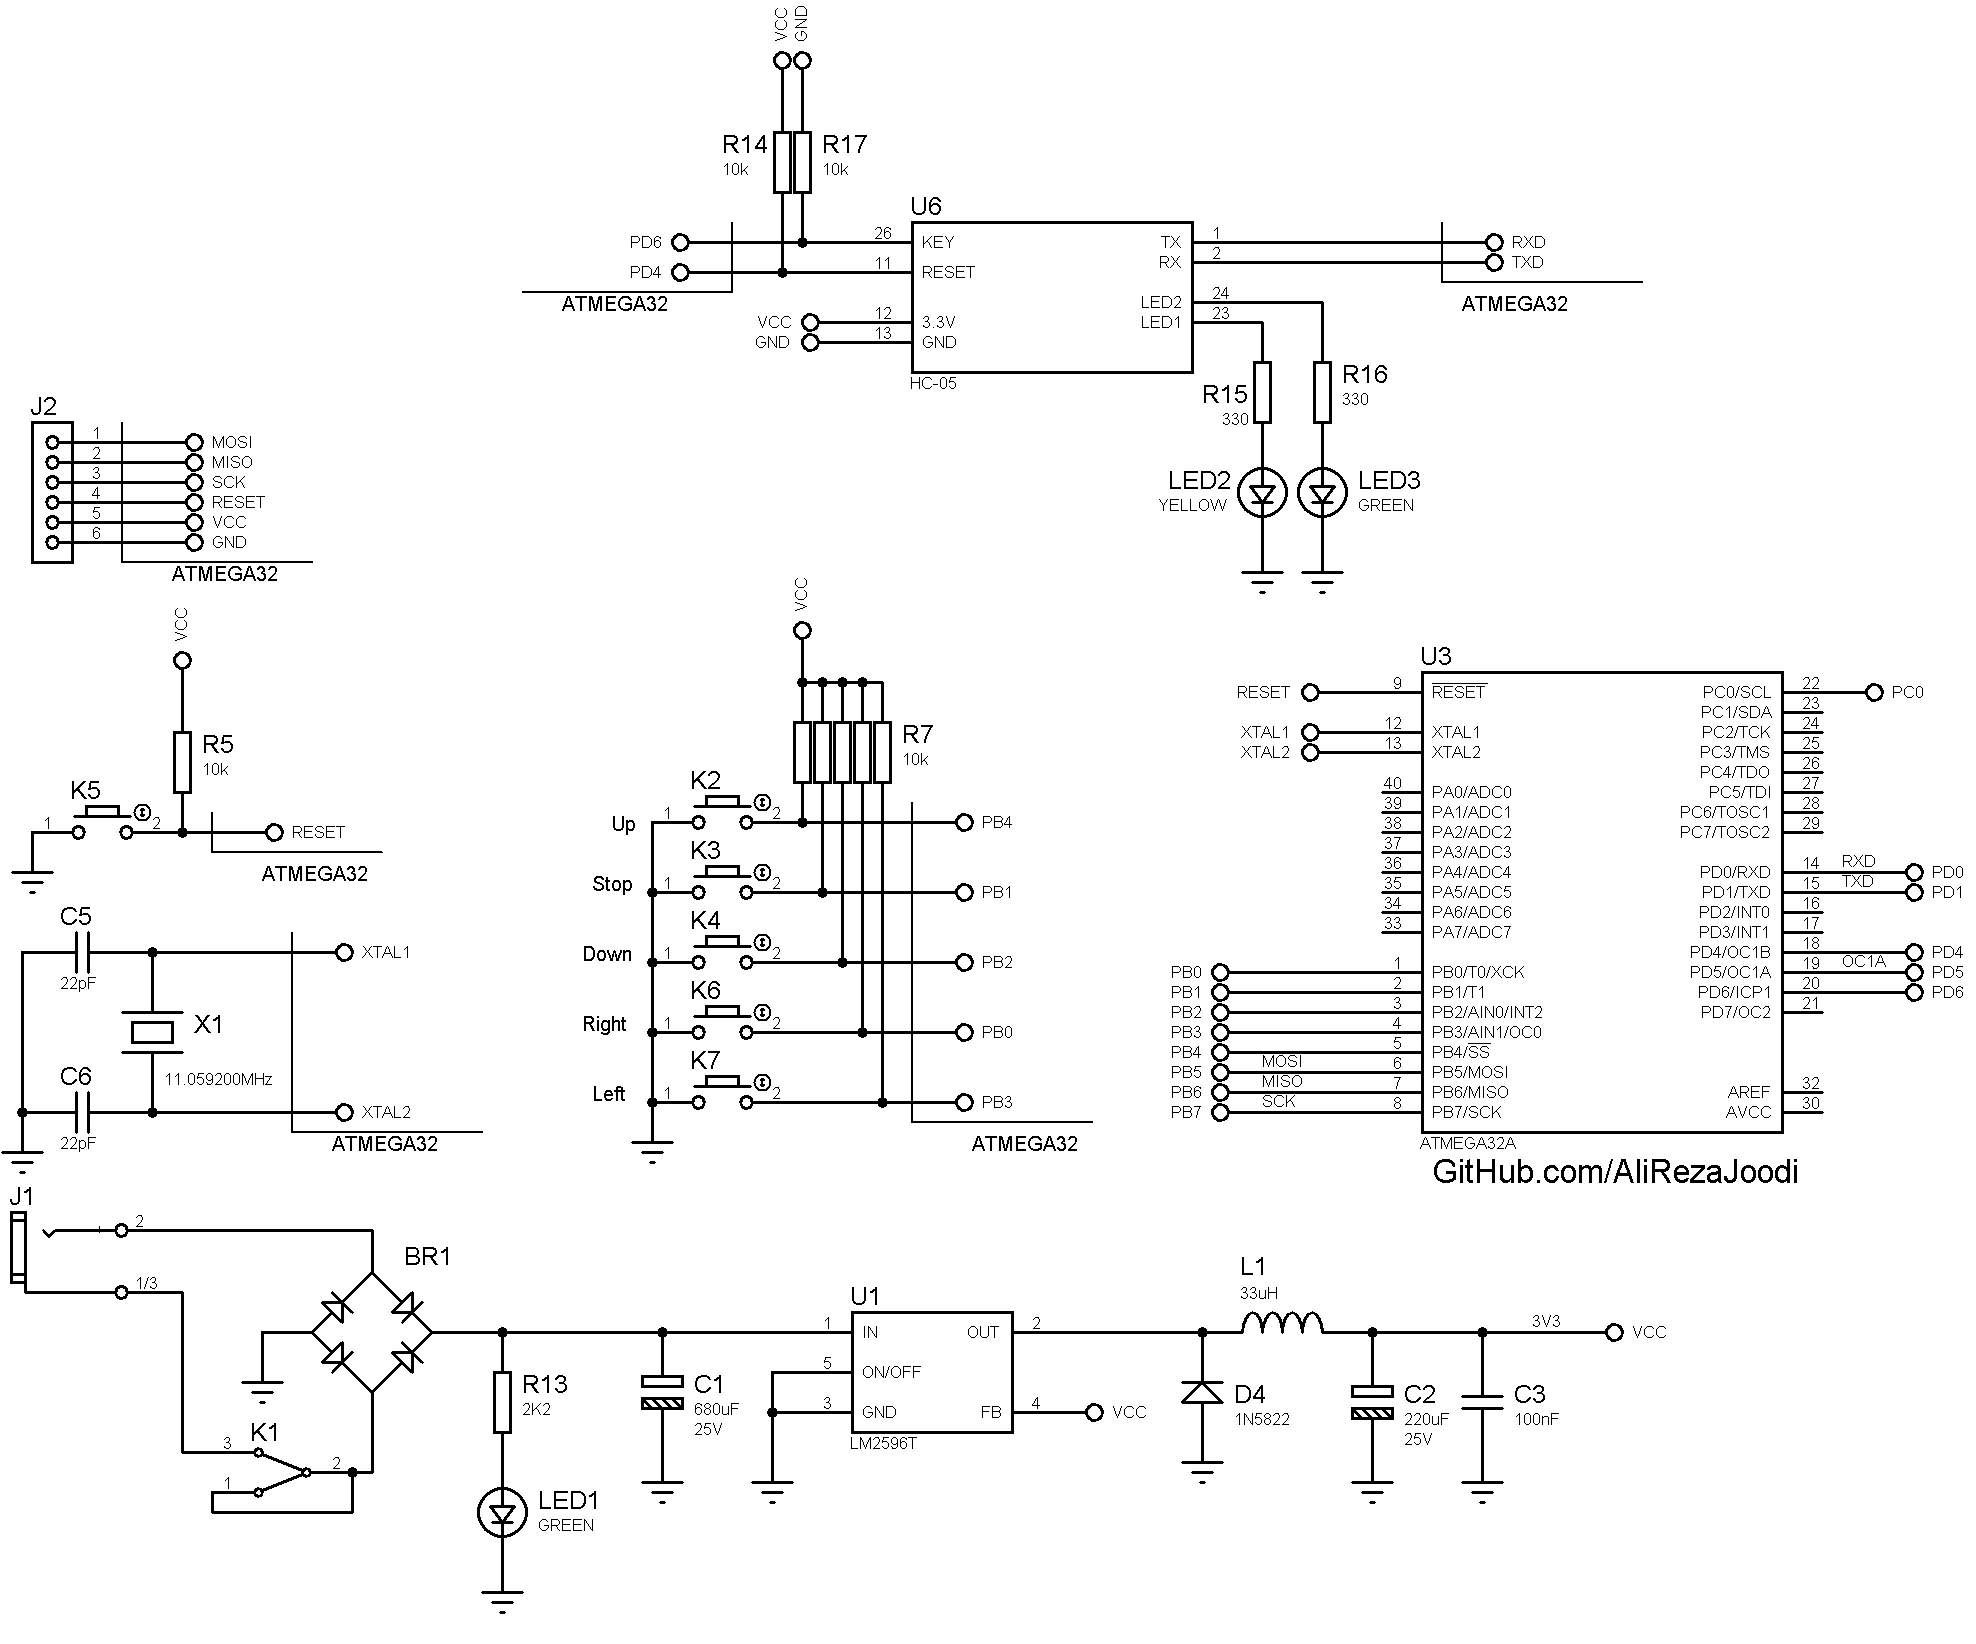 VCC
GND
R14
10k
R17
10k
U6
PD6
26
KEY
TX
1
RXD
PD4
11
RESET
RX
2
TXD
ATMEGA32
LED2
24
ATMEGA32
VCC
12
3.3V
LED1
23
GND
13
GND
HC-05
R15
330
R16
330
LED2
YELLOW
LED3
GREEN
J2
1
MOSI
2
MISO
3
SCK
4
RESET
5
VCC
6
GND
ATMEGA32
VCC
R5
10k
K5
1
2
RESET
ATMEGA32
C5
22pF
XTAL1
X1
11.059200MHz
C6
22pF
XTAL2
ATMEGA32
VCC
R7
10k
K2
Up
1
2
PB4
K3
Stop
1
2
PB1
K4
Down
1
2
PB2
K6
Right
1
2
PB0
K7
Left
1
2
PB3
ATMEGA32
U3
RESET
9
RESET
XTAL1
12
XTAL1
XTAL2
13
XTAL2
40
PA0/ADC0
39
PA1/ADC1
38
PA2/ADC2
37
PA3/ADC3
36
PA4/ADC4
35
PA5/ADC5
34
PA6/ADC6
33
PA7/ADC7
PB0
1
PB0/T0/XCK
PB1
2
PB1/T1
PB2
3
PB2/AIN0/INT2
PB3
4
PB3/AIN1/OC0
PB4
5
PB4/SS
PB5
MOSI
6
PB5/MOSI
PB6
MISO
7
PB6/MISO
PB7
SCK
8
PB7/SCK
PC0/SCL
22
PC0
PC1/SDA
23
PC2/TCK
24
PC3/TMS
25
PC4/TDO
26
PC5/TDI
27
PC6/TOSC1
28
PC7/TOSC2
29
PD0/RXD
14
RXD
PD0
PD1/TXD
15
TXD
PD1
PD2/INT0
16
PD3/INT1
17
PD4/OC1B
18
PD4
PD5/OC1A
19
OC1A
PD5
PD6/ICP1
20
PD6
PD7/OC2
21
AREF
32
AVCC
30
ATMEGA32A
GitHub.com/AliRezaJoodi
J1
+
2
1/3
BR1
K1
3
2
1
R13
2K2
LED1
GREEN
C1
680uF
25V
U1
1
IN
OUT
2
5
ON/OFF
3
GND
FB
4
VCC
LM2596T
D4
1N5822
L1
33uH
C2
220uF
25V
C3
100nF
3V3
VCC